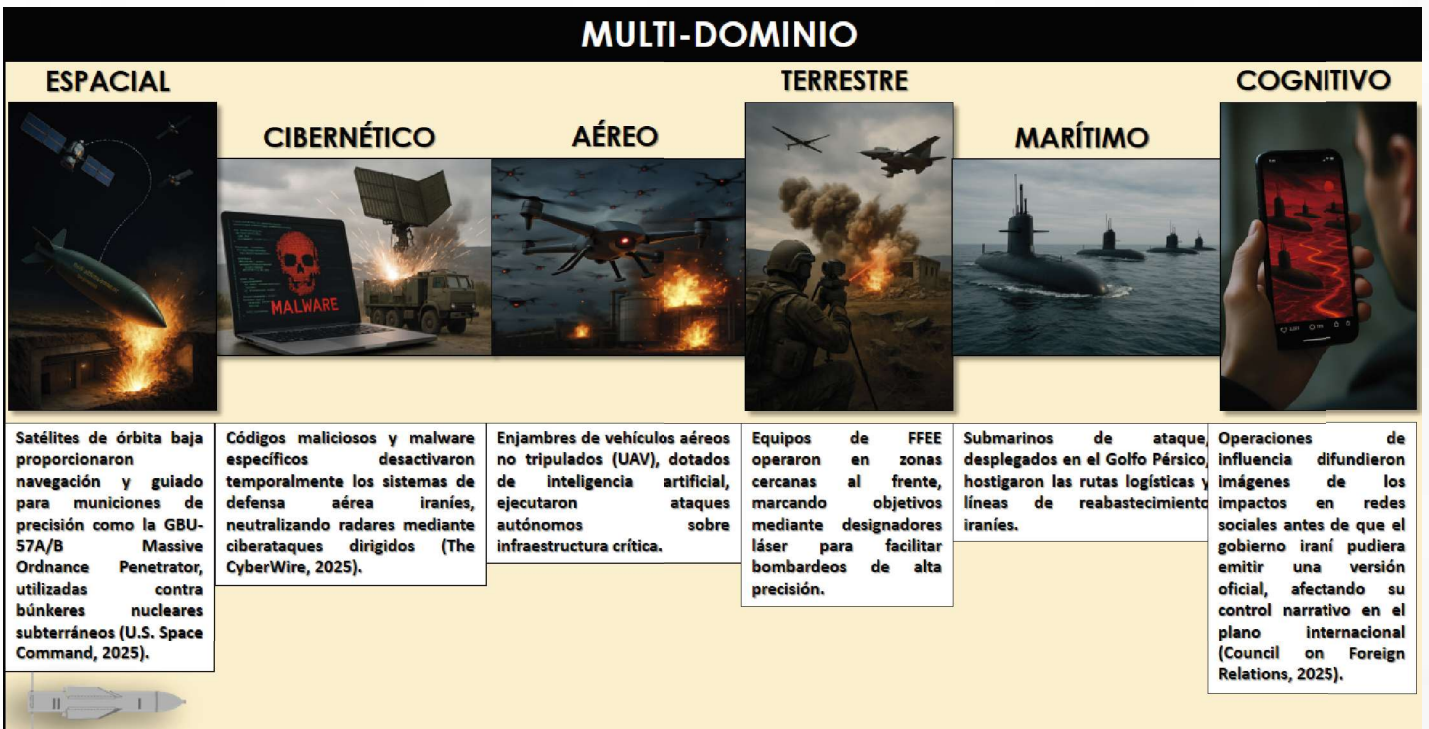 MULTI-DOMINIO
ESPACIAL
CIBERNÉTICO
AÉREO
TERRESTRE
MARÍTIMO
COGNITIVO
MALWARE
Satélites de órbita baja
proporcionaron
navegación y guiado
para municiones de
precisión como la GBU-
57A/B Massive
Ordnance Penetrator,
utilizadas contra
búnkeres nucleares
subterráneos (U.S. Space
Command, 2025).
Códigos maliciosos y malware
específicos desactivaron
temporalmente los sistemas de
defensa aérea iraníes,
neutralizando radares mediante
ciberataques dirigidos (The
CyberWire, 2025).
Enjambres de vehículos aéreos
no tripulados (UAV), dotados
de inteligencia artificial,
ejecutaron ataques
autónomos sobre
infraestructura crítica.
Equipos de FFEE
operaron en zonas
cercanas al frente,
marcando objetivos
mediante designadores
láser para facilitar
bombardeos de alta
precisión.
Submarinos de ataque,
desplegados en el Golfo Pérsico,
hostigaron las rutas logísticas y
líneas de reabastecimiento
iraníes.
Operaciones de
influencia difundieron
imágenes de los
impactos en redes
sociales antes de que el
gobierno iraní pudiera
emitir una versión
oficial, afectando su
control narrativo en el
plano internacional
(Council on Foreign
Relations, 2025).